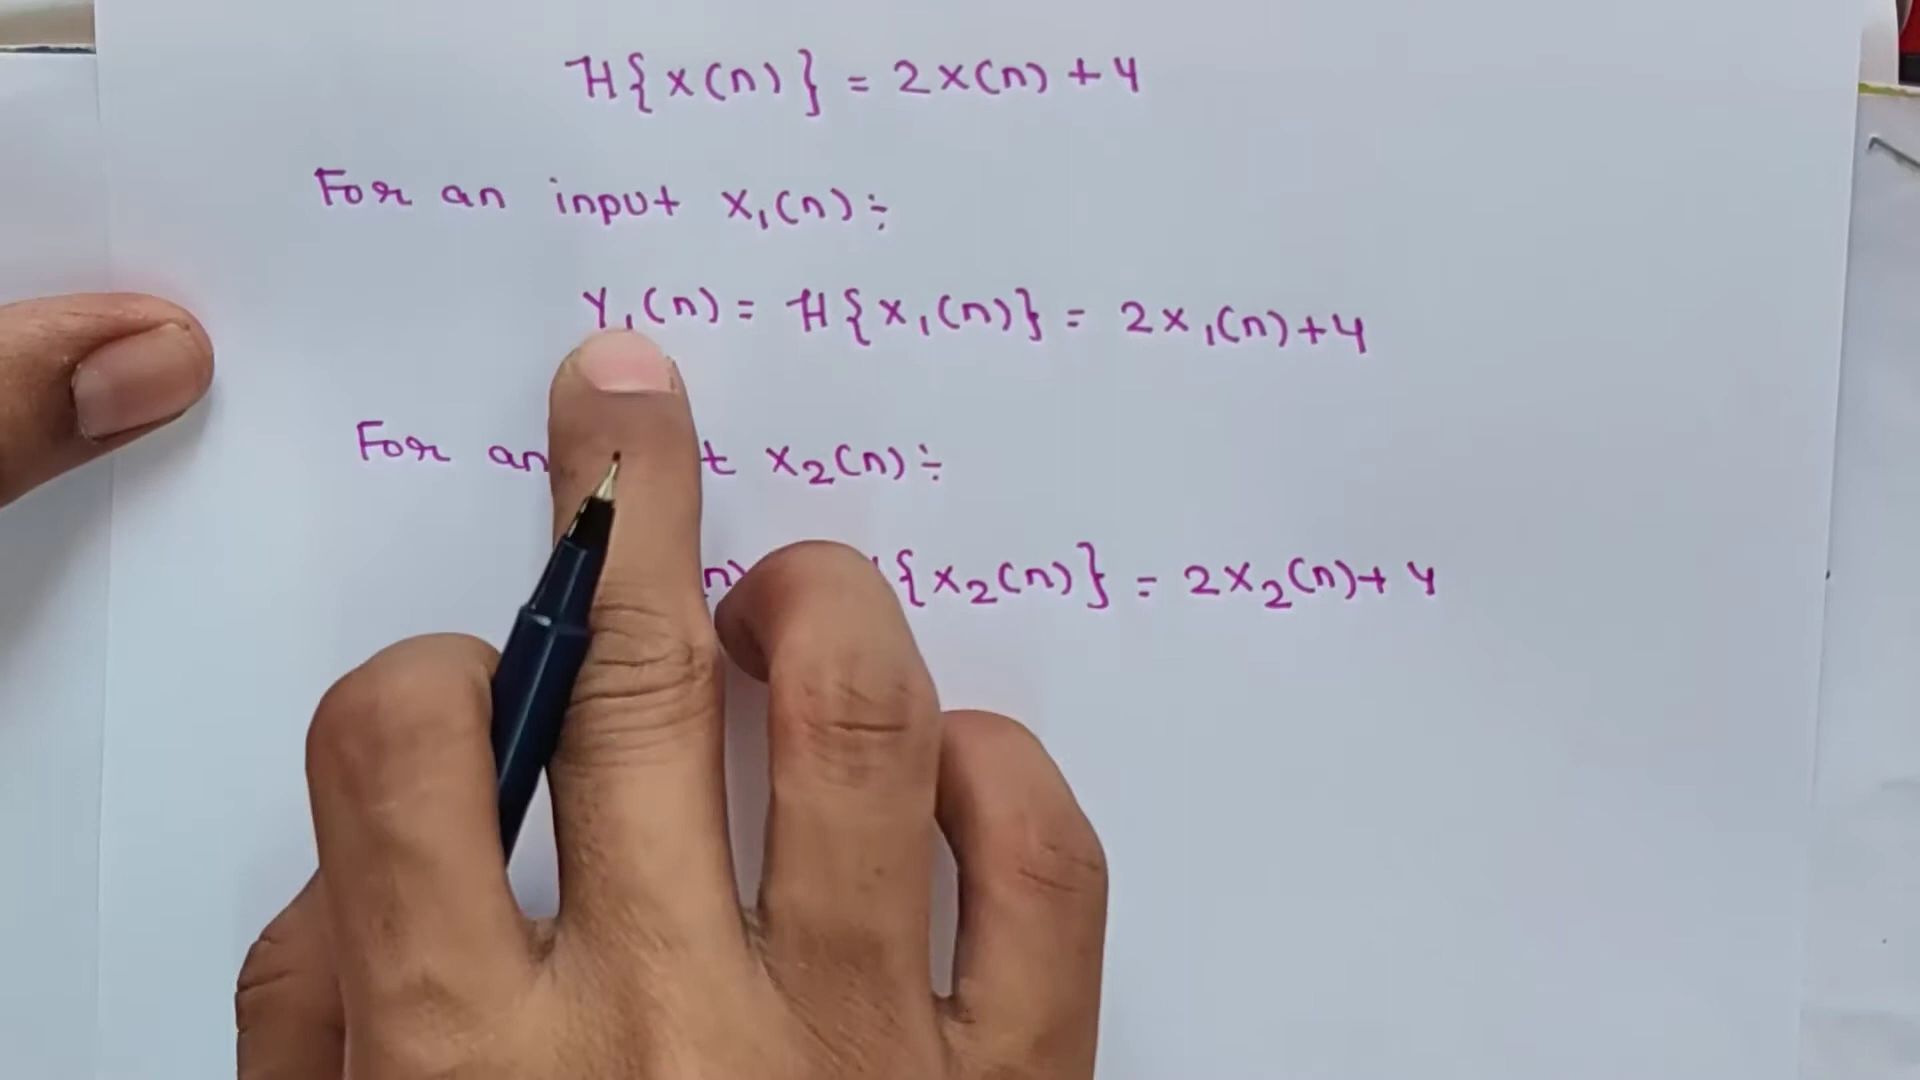 H{x(n)} = 2x(n) + 4
For an input x₁(n) ÷
Y₁(n) = H{x₁(n)} = 2x₁(n) + 4
For an t x₂(n) ÷
n) {x₂(n)} = 2x₂(n) + 4